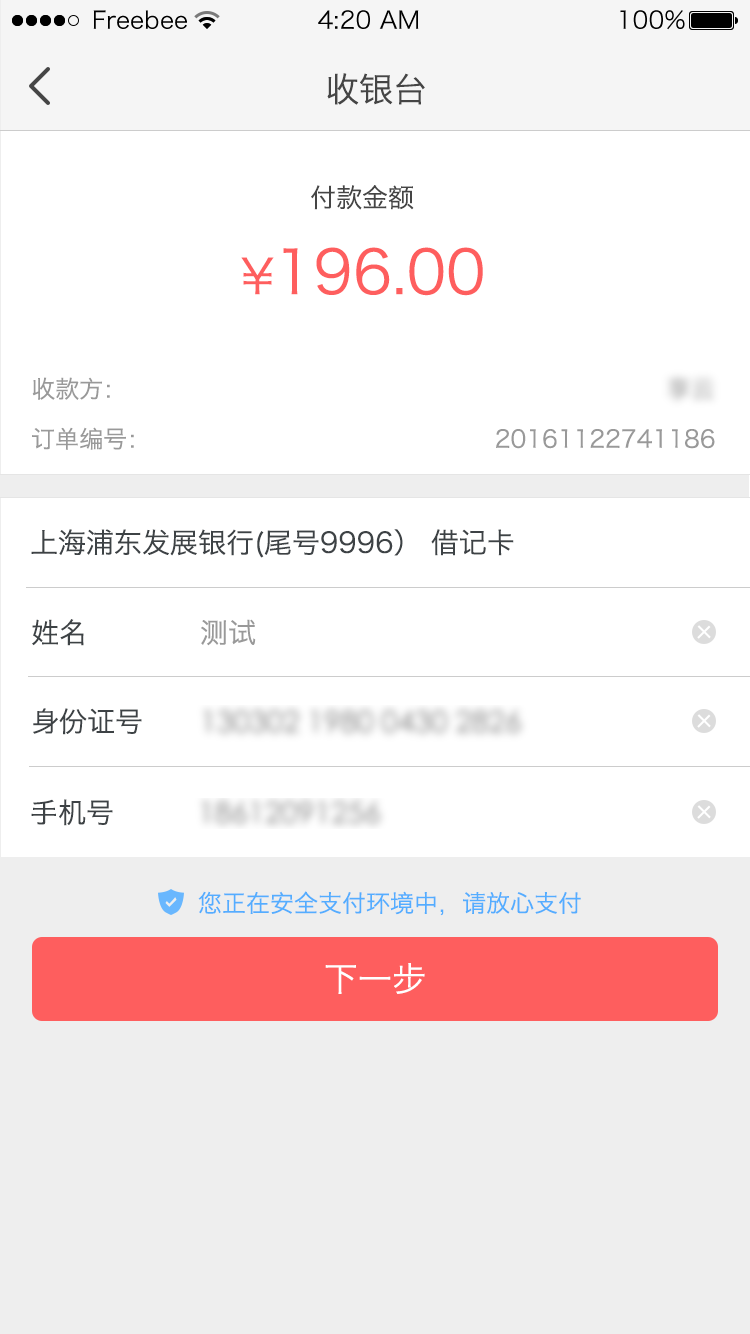 Freebee 4:20 AM 100%
收银台
付款金额
¥196.00
收款方:
订单编号: 20161122741186
上海浦东发展银行(尾号9996） 借记卡
姓名 测试
身份证号
手机号
您正在安全支付环境中，请放心支付
下一步